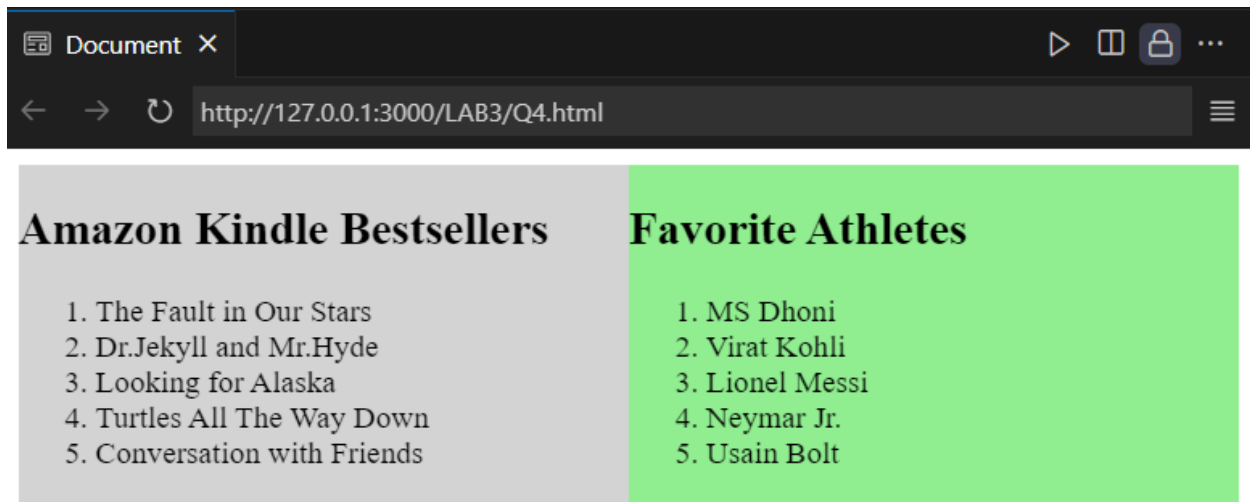 Document
http://127.0.0.1:3000/LAB3/Q4.html
Amazon Kindle Bestsellers
1. The Fault in Our Stars
2. Dr.Jekyll and Mr.Hyde
3. Looking for Alaska
4. Turtles All The Way Down
5. Conversation with Friends
Favorite Athletes
1. MS Dhoni
2. Virat Kohli
3. Lionel Messi
4. Neymar Jr.
5. Usain Bolt